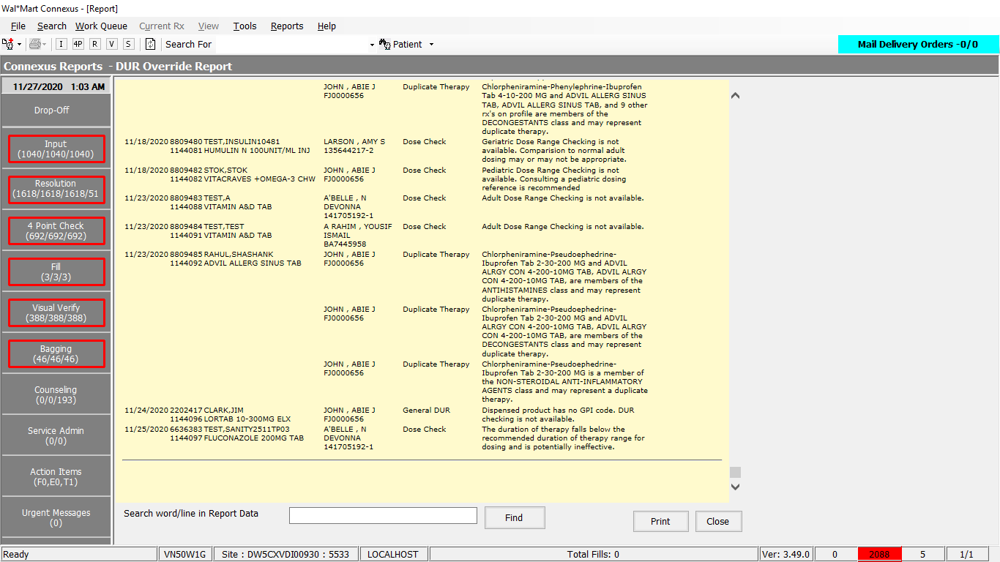 Wal*Mart Connexus - [Report]
File Search Work Queue Current Rx View Tools Reports Help
I 4P R V S Search For Patient Mail Delivery Orders -0/0
Connexus Reports - DUR Override Report
11/27/2020 1:03 AM
Drop-Off
Input
(1040/1040/1040)
Resolution
(1618/1618/1618/51
4 Point Check
(692/692/692)
Fill
(3/3/3)
Visual Verify
(388/388/388)
Bagging
(46/46/46)
Counseling
(0/0/193)
Service Admin
(0/0)
Action Items
(F0,E0,T1)
Urgent Messages
(0)
JOHN , ABIE J Duplicate Therapy Chlorpheniramine-Phenylephrine-Ibuprofen
FJ0000656 Tab 4-10-200 MG and ADVIL ALLERG SINUS
TAB, ADVIL ALLERG SINUS TAB, and 9 other
rx's on profile are members of the
DECONGESTANTS class and may represent
duplicate therapy.
11/18/2020 8809480 TEST,INSULIN10481 LARSON , AMY S Dose Check Geriatric Dose Range Checking is not
1144081 HUMULIN N 100UNIT/ML INJ 135644217-2 available. Comparision to normal adult
dosing may or may not be appropriate.
11/18/2020 8809482 STOK,STOK JOHN , ABIE J Dose Check Pediatric Dose Range Checking is not
1144082 VITACRAVES +OMEGA-3 CHW FJ0000656 available. Consulting a pediatric dosing
reference is recommended
11/23/2020 8809483 TEST,A A'BELLE , N Dose Check Adult Dose Range Checking is not available.
1144088 VITAMIN A&D TAB DEVONNA
141705192-1
11/23/2020 8809484 TEST,TEST A RAHIM , YOUSIF Dose Check Adult Dose Range Checking is not available.
1144091 VITAMIN A&D TAB ISMAIL
BA7445958
11/23/2020 8809485 RAHUL,SHASHANK JOHN , ABIE J Duplicate Therapy Chlorpheniramine-Pseudoephedrine-
1144092 ADVIL ALLERG SINUS TAB FJ0000656 Ibuprofen Tab 2-30-200 MG and ADVIL
ALRGY CON 4-200-10MG TAB, ADVIL ALRGY
CON 4-200-10MG TAB, are members of the
ANTIHISTAMINES class and may represent
duplicate therapy.
JOHN , ABIE J Duplicate Therapy Chlorpheniramine-Pseudoephedrine-
FJ0000656 Ibuprofen Tab 2-30-200 MG and ADVIL
ALRGY CON 4-200-10MG TAB, ADVIL ALRGY
CON 4-200-10MG TAB, are members of the
DECONGESTANTS class and may represent
duplicate therapy.
JOHN , ABIE J Duplicate Therapy Chlorpheniramine-Pseudoephedrine-
FJ0000656 Ibuprofen Tab 2-30-200 MG is a member of
the NON-STEROIDAL ANTI-INFLAMMATORY
AGENTS class and may represent a duplicate
therapy.
11/24/2020 2202417 CLARK,JIM JOHN , ABIE J General DUR Dispensed product has no GPI code. DUR
1144096 LORTAB 10-300MG ELX FJ0000656 checking is not available.
11/25/2020 6636383 TEST,SANITY2511TP03 A'BELLE , N Dose Check The duration of therapy falls below the
1144097 FLUCONAZOLE 200MG TAB DEVONNA recommended duration of therapy range for
141705192-1 dosing and is potentially ineffective.
Search word/line in Report Data Find Print Close
Ready VN50W1G Site : DW5CXVDI00930 : 5533 LOCALHOST Total Fills: 0 Ver: 3.49.0 0 2088 5 1/1